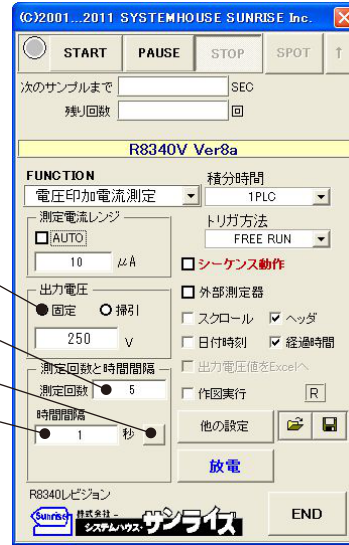 (C)2001...2011 SYSTEMHOUSE SUNRISE Inc.
START PAUSE STOP SPOT ↑
次のサンプルまで SEC
残り回数 回
R8340V Ver8a
FUNCTION
電圧印加電流測定
積分時間
1PLC
測定電流レンジ
AUTO
10 μA
トリガ方法
FREE RUN
シーケンス動作
出力電圧
固定 掃引
250 V
外部測定器
スクロール ヘッダ
日付時刻 経過時間
出力電圧値をExcelへ
測定回数と時間間隔
測定回数 5
時間間隔
1 秒
作図実行 R
他の設定
放電
R8340レビジョン
Sunrise 株式会社
システムハウス・サンライズ
END